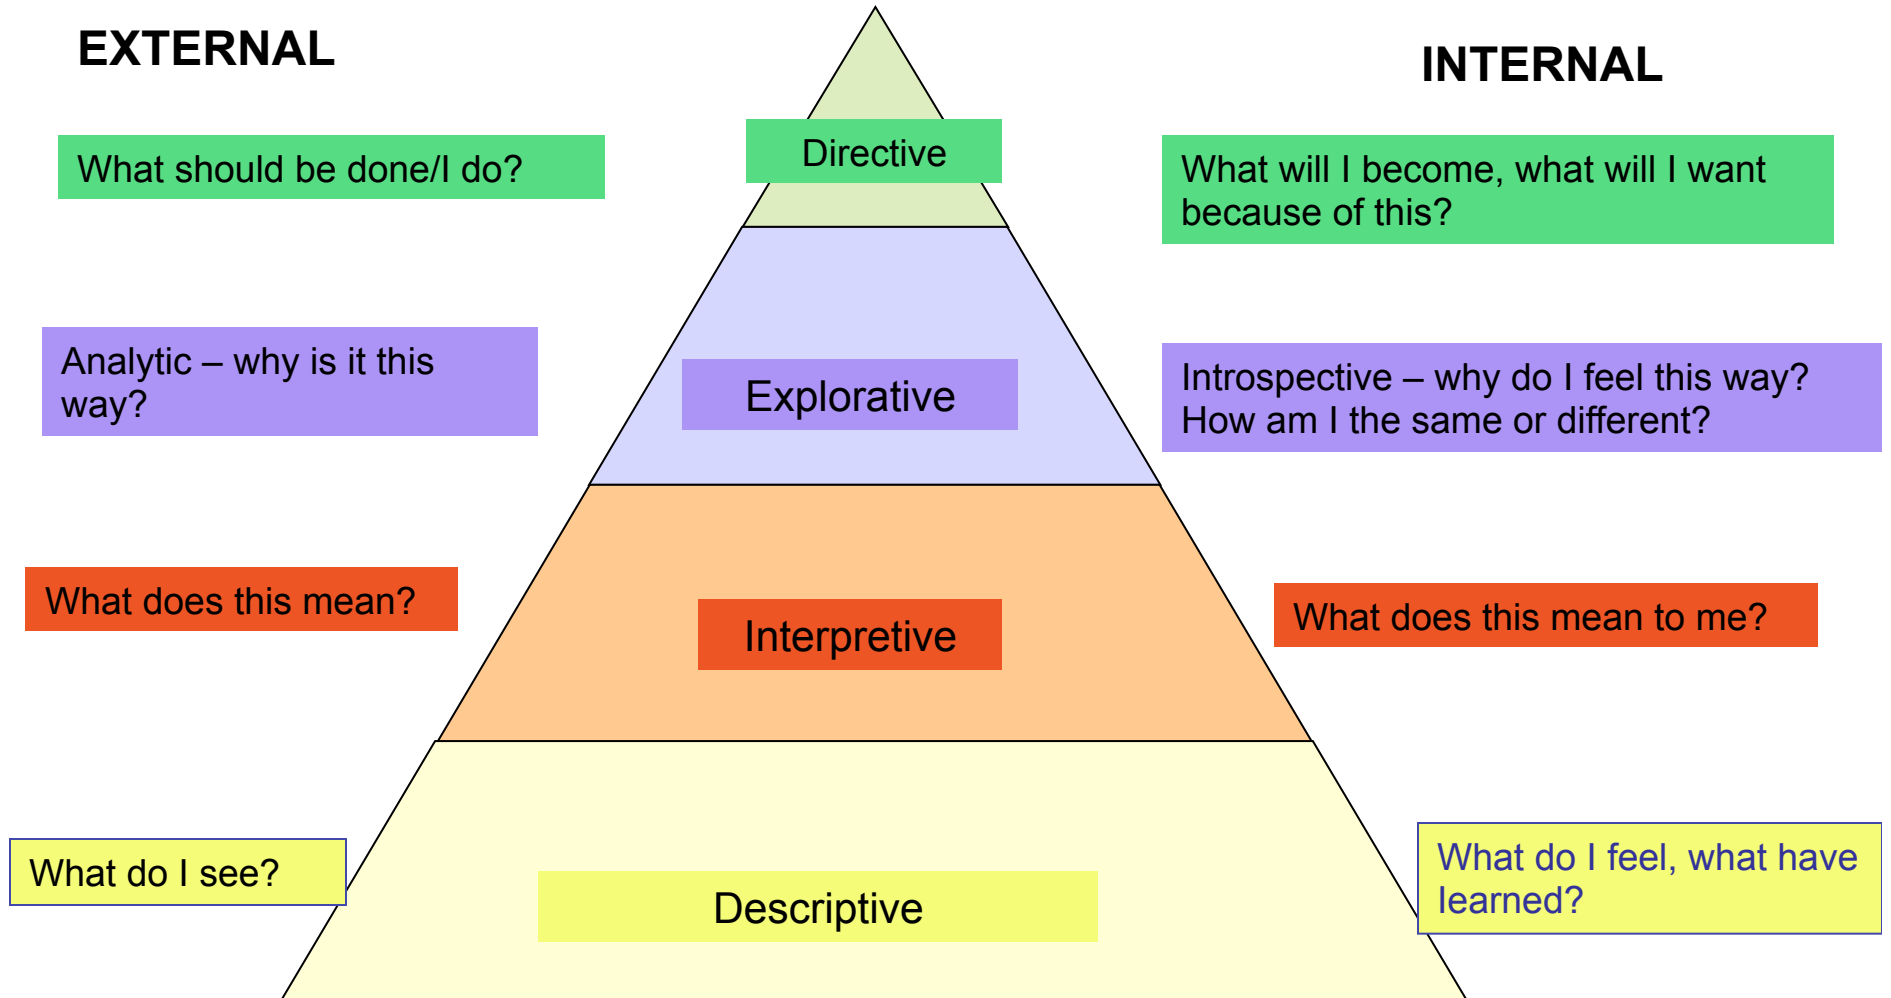 EXTERNAL
INTERNAL
Directive
What should be done/I do?
What will I become, what will I want
because of this?
Analytic – why is it this
way?
Explorative
Introspective – why do I feel this way?
How am I the same or different?
What does this mean?
Interpretive
What does this mean to me?
What do I see?
Descriptive
What do I feel, what have
learned?